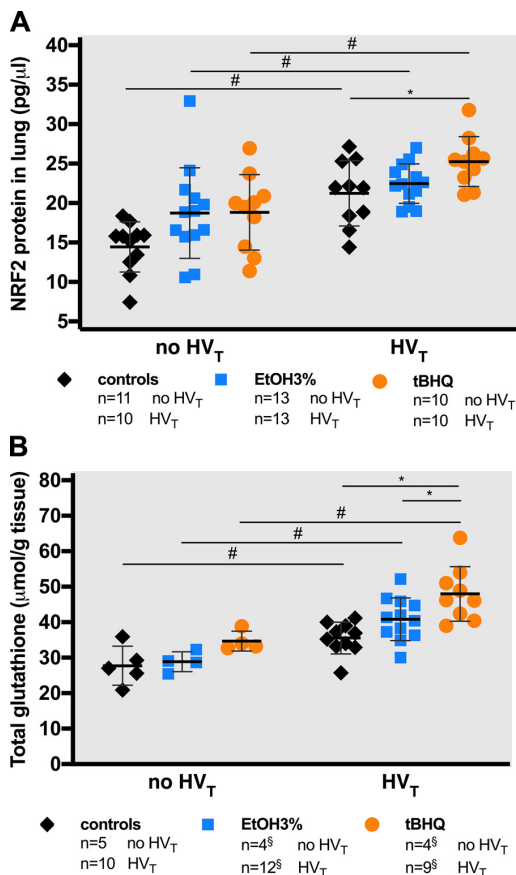 A
NRF2 protein in lung (pg/µl)
40
35
30
25
20
15
10
5
#
#
#
*
no HVT
HVT
controls
n=11 no HVT
n=10 HVT
EtOH3%
n=13 no HVT
n=13 HVT
tBHQ
n=10 no HVT
n=10 HVT
B
Total glutathione (µmol/g tissue)
80
70
60
50
40
30
20
10
0
*
*
#
#
#
no HVT
HVT
controls
n=5 no HVT
n=10 HVT
EtOH3%
n=4§ no HVT
n=12§ HVT
tBHQ
n=4§ no HVT
n=9§ HVT